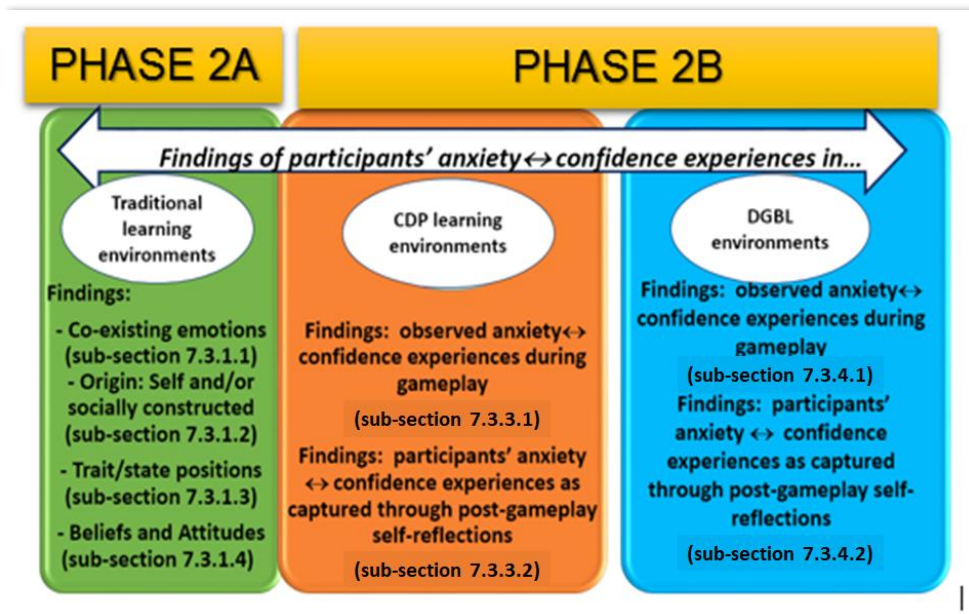 PHASE 2A
PHASE 2B
Findings of participants' anxiety↔confidence experiences in...
Traditional
learning
environments
Findings:
- Co-existing emotions
(sub-section 7.3.1.1)
- Origin: Self and/or
socially constructed
(sub-section 7.3.1.2)
- Trait/state positions
(sub-section 7.3.1.3)
- Beliefs and Attitudes
(sub-section 7.3.1.4)
CDP learning
environments
Findings: observed anxiety↔
confidence experiences during
gameplay
(sub-section 7.3.3.1)
Findings: participants' anxiety
↔ confidence experiences as
captured through post-gameplay
self-reflections
(sub-section 7.3.3.2)
DGBL
environments
Findings: observed anxiety↔
confidence experiences during
gameplay
(sub-section 7.3.4.1)
Findings: participants'
anxiety ↔ confidence
experiences as captured
through post-gameplay self-
reflections
(sub-section 7.3.4.2)